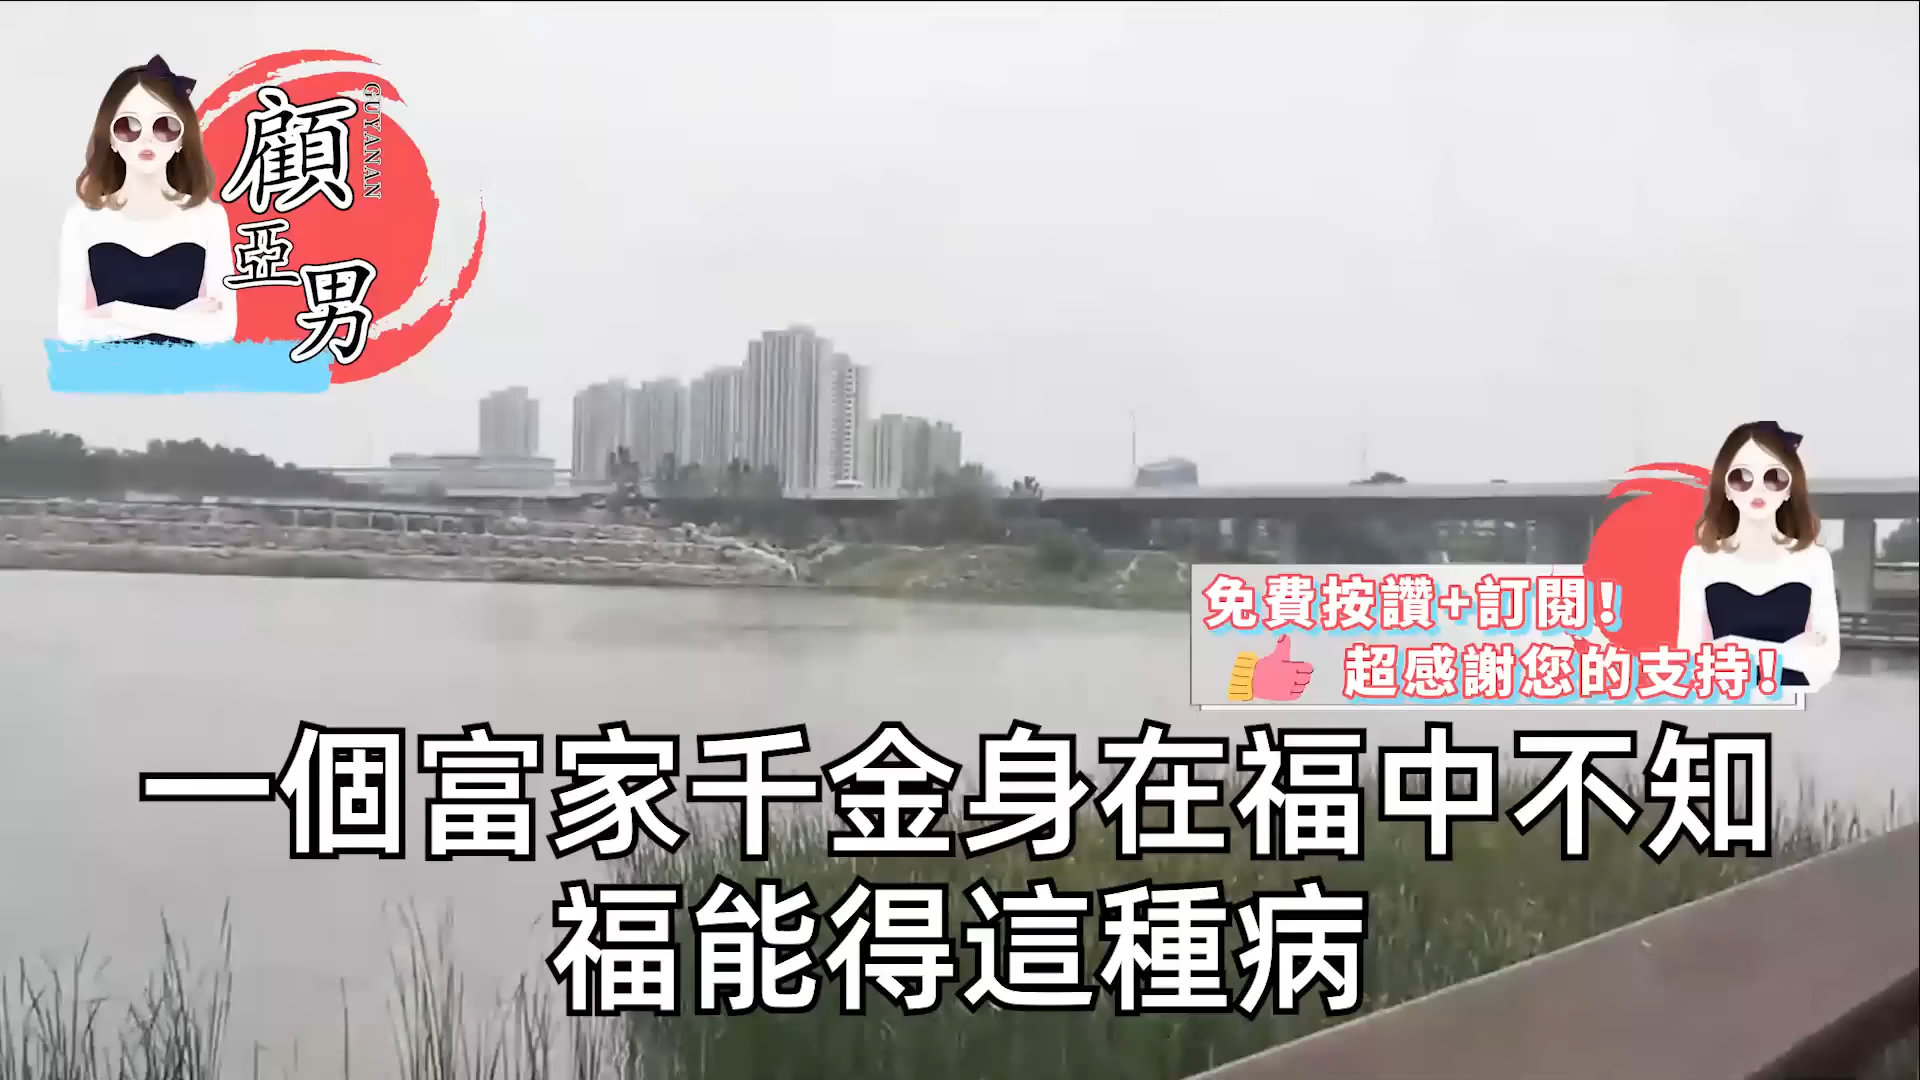 顧亞男
GUYANAN
免費按讚+訂閱!
超感謝您的支持!
一個富家千金身在福中不知
福能得這種病